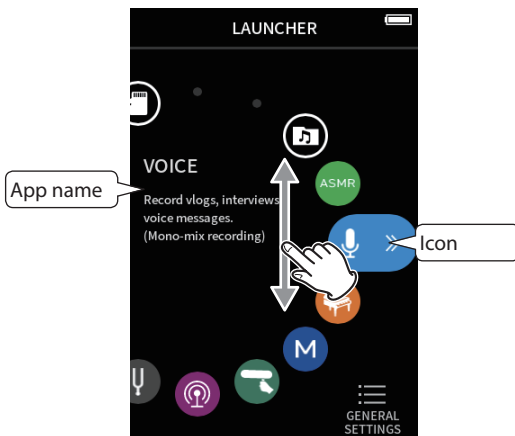 LAUNCHER
VOICE
App name
ASMR
Record vlogs, interviews
voice messages.
(Mono-mix recording)
Icon
M
GENERAL
SETTINGS